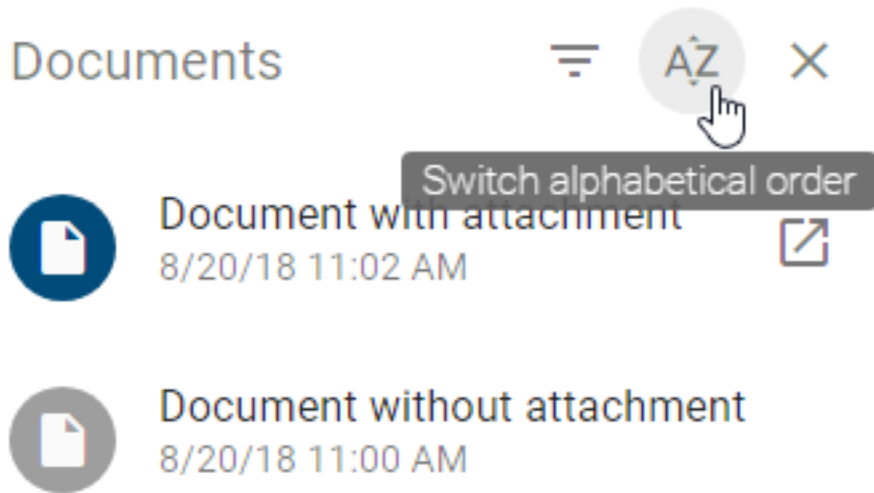 Documents
AZ
Switch alphabetical order
Document with attachment
8/20/18 11:02 AM
Document without attachment
8/20/18 11:00 AM